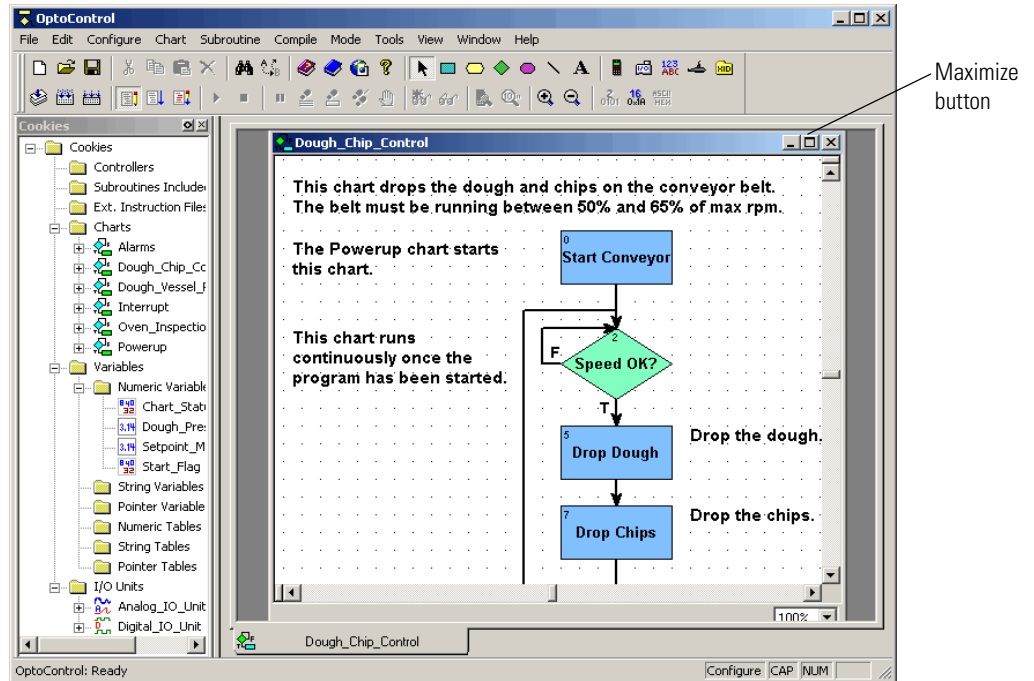 OptoControl
File Edit Configure Chart Subroutine Compile Mode Tools View Window Help
Maximize
button
Cookies
Cookies
Controllers
Subroutines Include
Ext. Instruction File
Charts
Alarms
Dough_Chip_Cc
Dough_Vessel_
Interrupt
Oven_Inspectio
Powerup
Variables
Numeric Variable
Chart_Stat
Dough_Pre
Setpoint_M
Start_Flag
String Variables
Pointer Variable
Numeric Tables
String Tables
Pointer Tables
I/O Units
Analog_IO_Unit
Digital_IO_Unit
Dough_Chip_Control
This chart drops the dough and chips on the conveyor belt.
The belt must be running between 50% and 65% of max rpm.
The Powerup chart starts
this chart.
0
Start Conveyor
This chart runs
continuously once the
program has been started.
2
F
Speed OK?
T
5
Drop Dough
Drop the dough.
7
Drop Chips
Drop the chips.
100%
Dough_Chip_Control
OptoControl: Ready
Configure CAP NUM